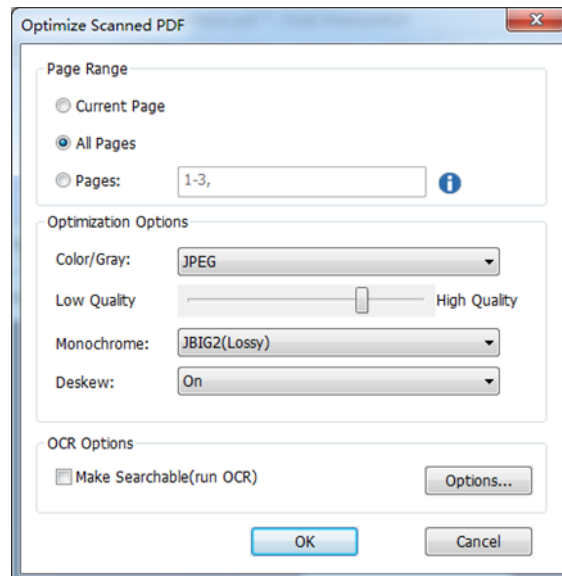 Optimize Scanned PDF
Page Range
Current Page
All Pages
Pages: 1-3,
Optimization Options
Color/Gray: JPEG
Low Quality High Quality
Monochrome: JBIG2(Lossy)
Deskew: On
OCR Options
Make Searchable(run OCR) Options...
OK Cancel